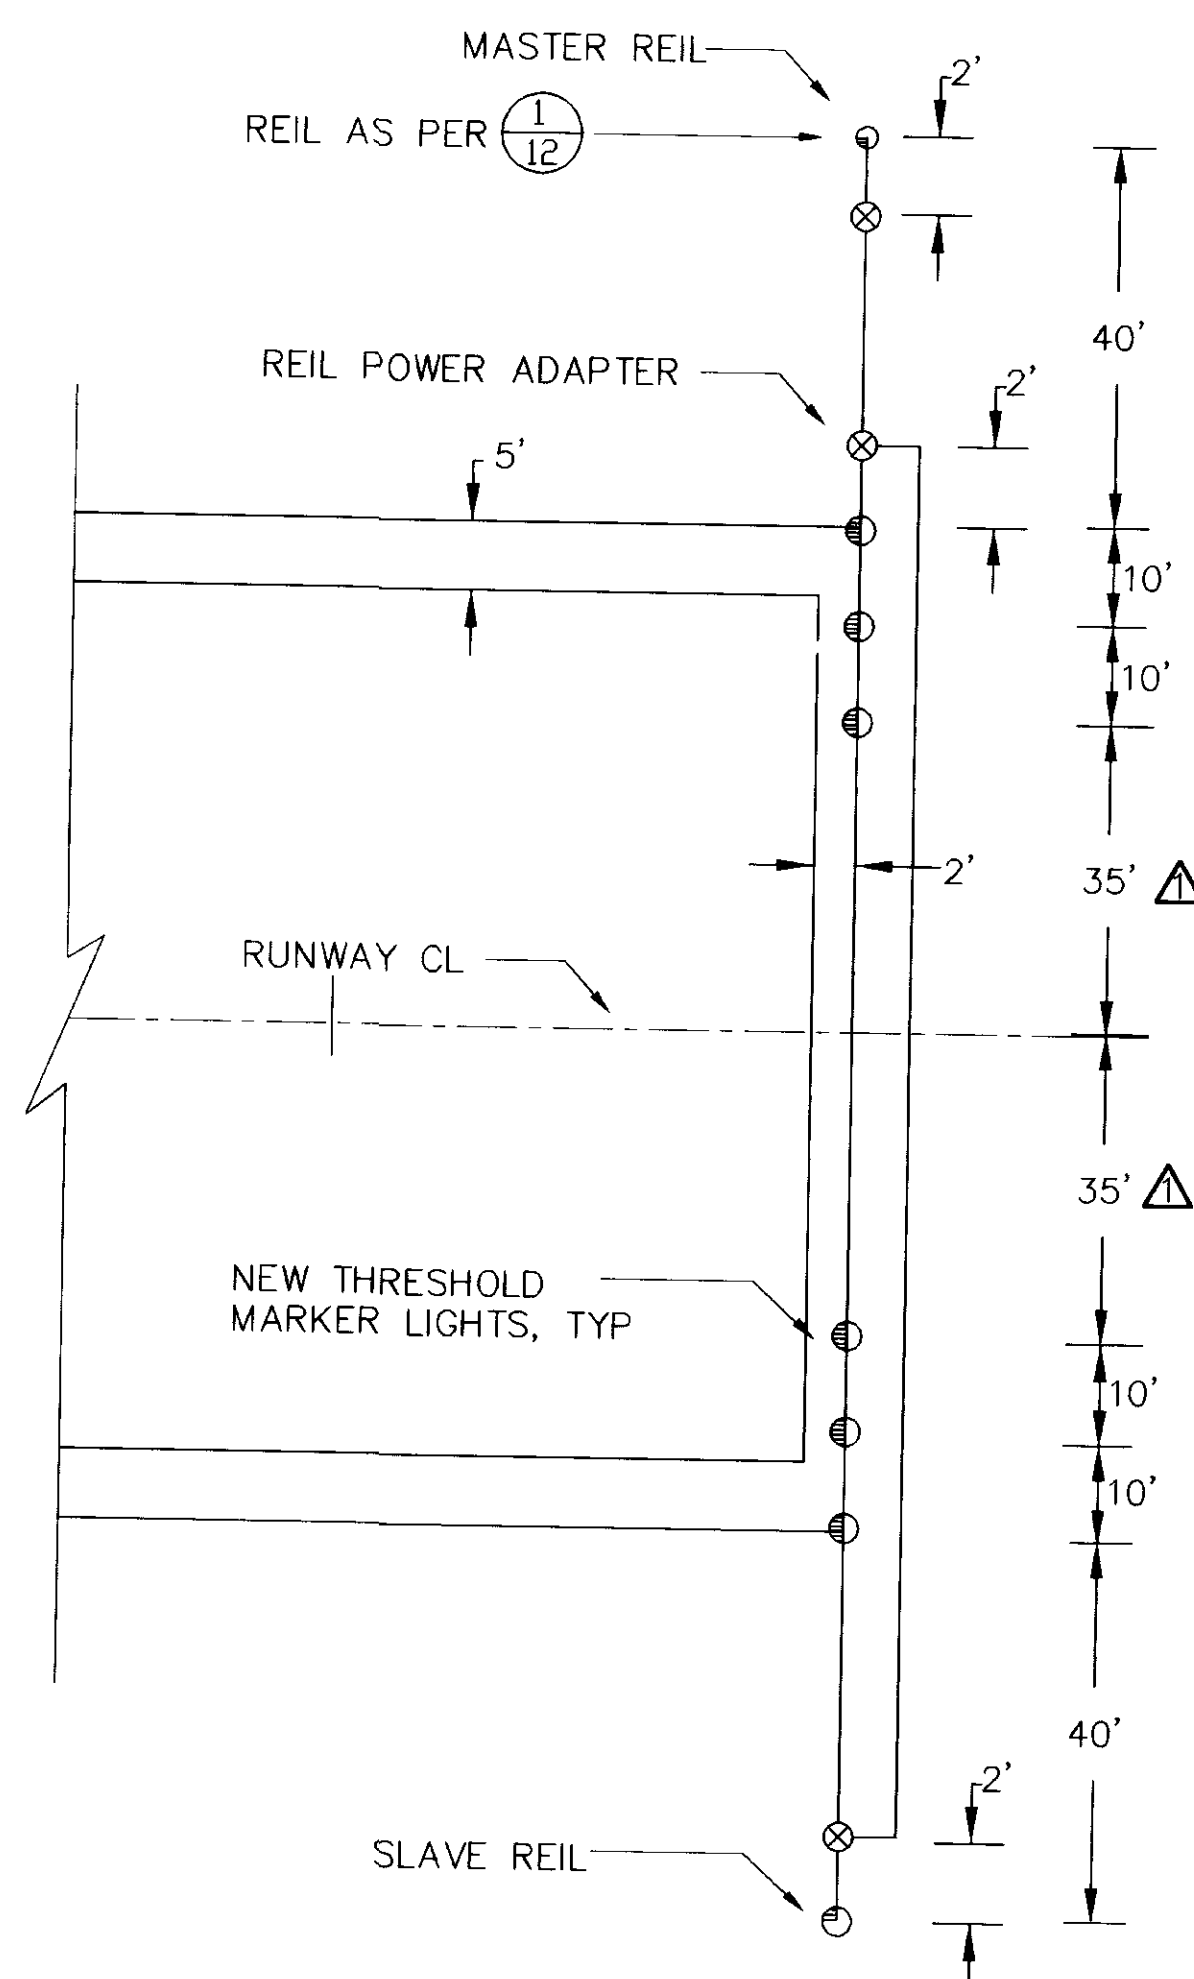 MASTER REIL
2'
REIL AS PER 1
12
40'
REIL POWER ADAPTER
2'
5'
10'
10'
2'
35' 1
RUNWAY CL
35' 1
NEW THRESHOLD
MARKER LIGHTS, TYP
10'
10'
40'
2'
SLAVE REIL